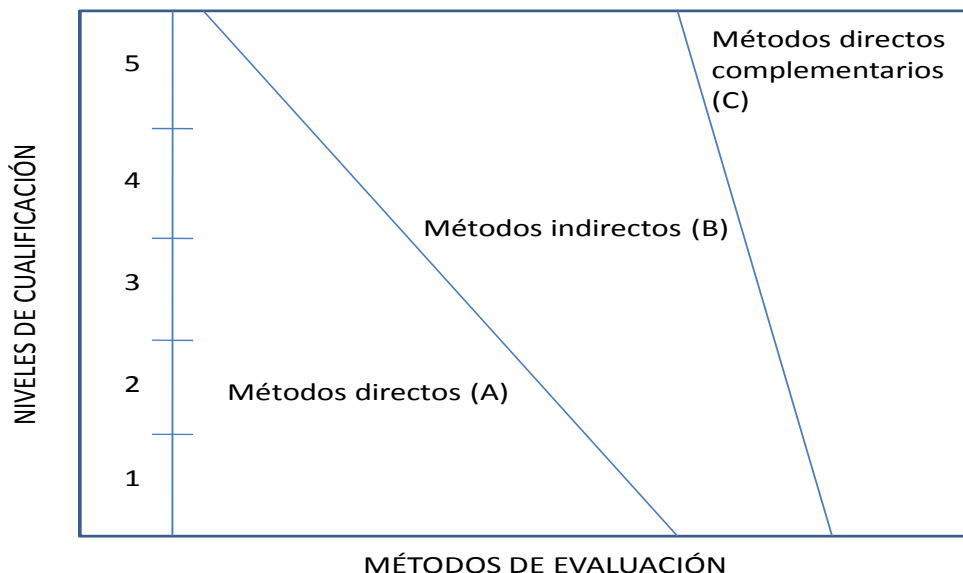 NIVELES DE CUALIFICACIÓN
5
4
3
2
1
Métodos directos
complementarios
(C)
Métodos indirectos (B)
Métodos directos (A)
MÉTODOS DE EVALUACIÓN